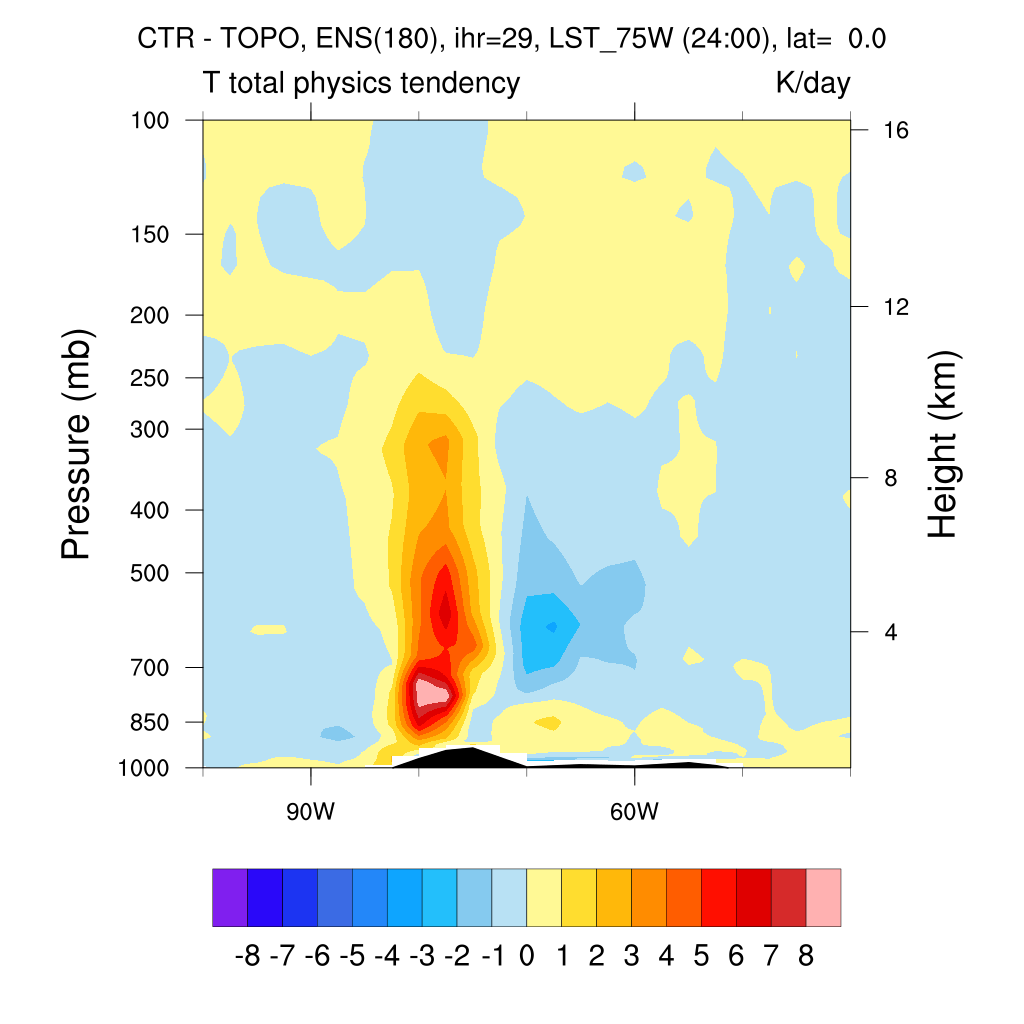 CTR - TOPO, ENS(180), ihr=29, LST_75W (24:00), lat=  0.0
T total physics tendency K/day
100
150
200
250
300
400
500
700
850
1000
Pressure (mb)
16
12
8
4
Height (km)
90W 60W
-8 -7 -6 -5 -4 -3 -2 -1 0 1 2 3 4 5 6 7 8